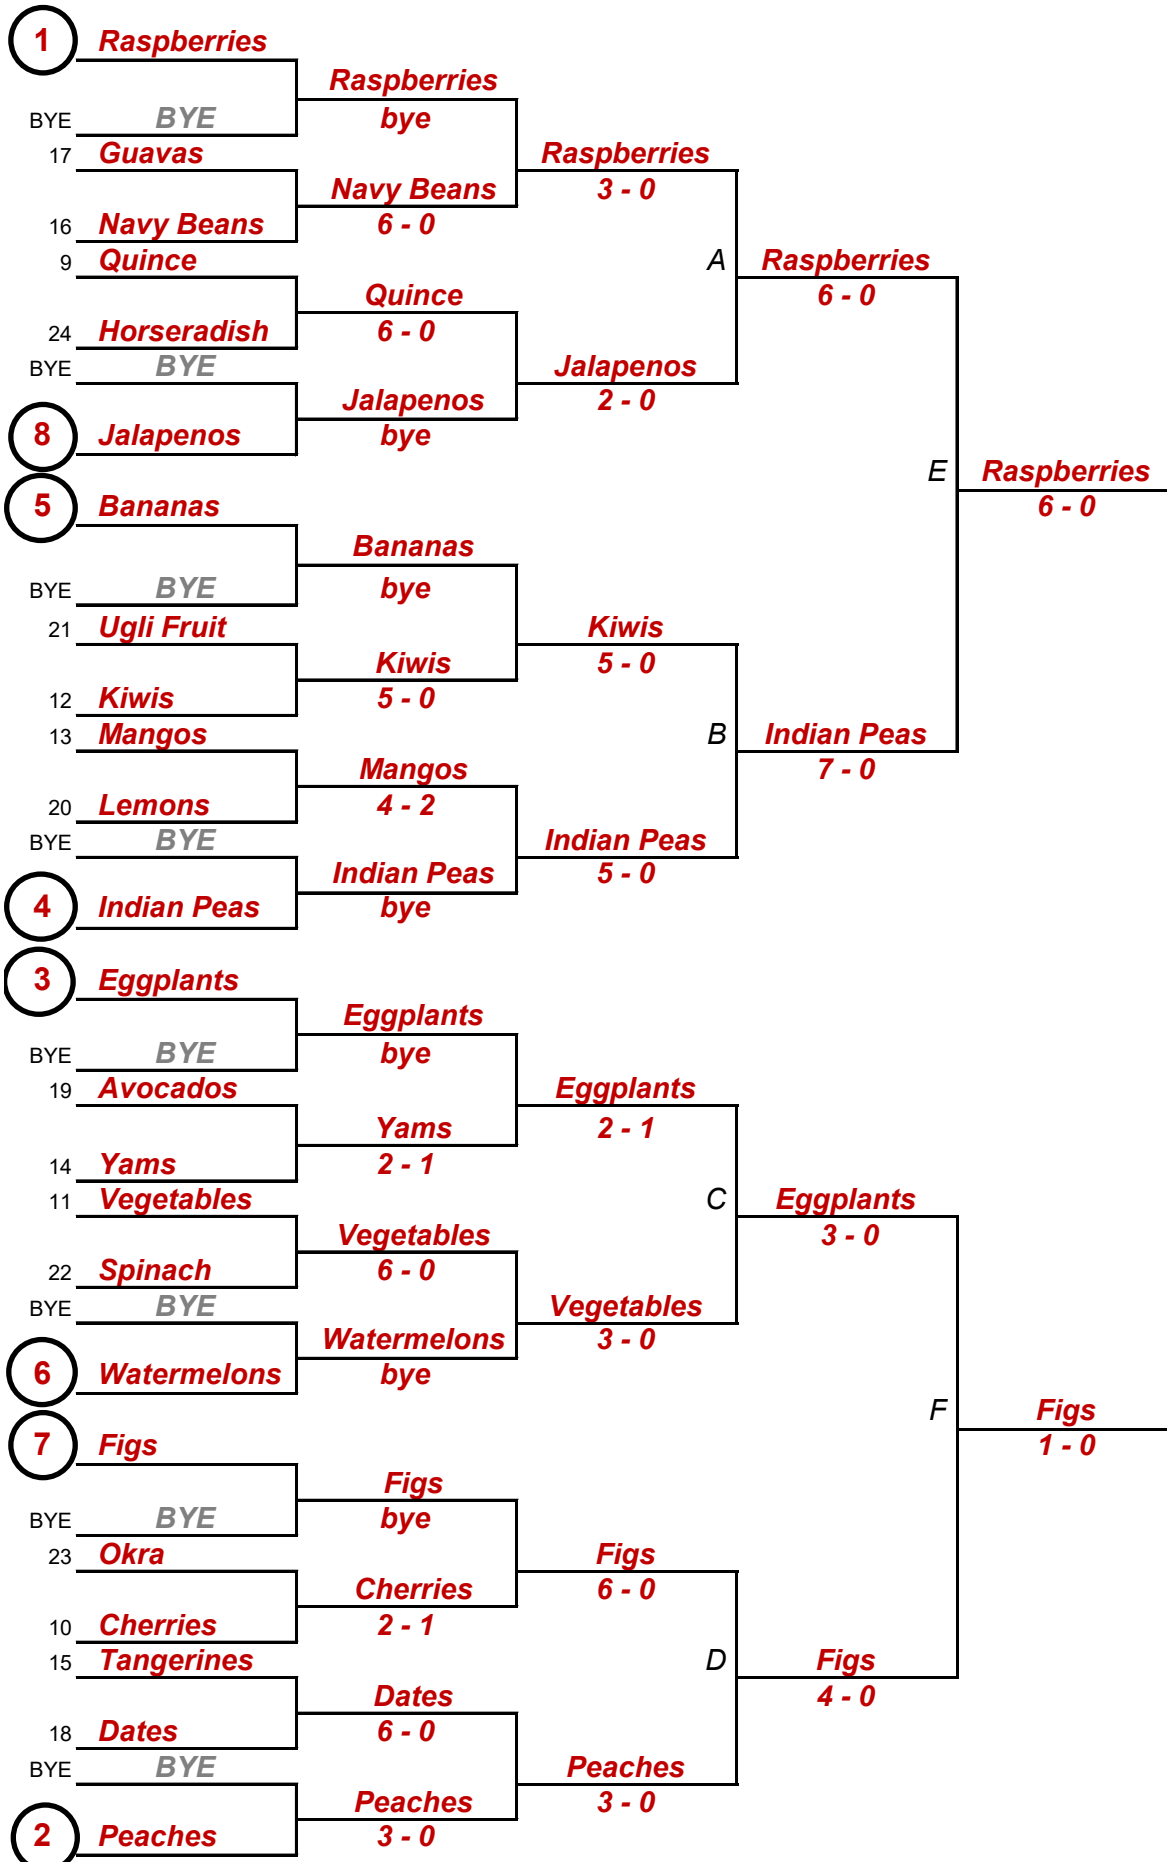 1 Raspberries
Raspberries
BYE BYE
bye
17 Guavas
Raspberries
3 - 0
Navy Beans
16 Navy Beans
6 - 0
9 Quince
A Raspberries
6 - 0
Quince
24 Horseradish
6 - 0
BYE BYE
Jalapenos
2 - 0
Jalapenos
8 Jalapenos
bye
E Raspberries
6 - 0
5 Bananas
Bananas
BYE BYE
bye
21 Ugli Fruit
Kiwis
5 - 0
Kiwis
12 Kiwis
5 - 0
13 Mangos
B Indian Peas
7 - 0
Mangos
20 Lemons
4 - 2
BYE BYE
Indian Peas
5 - 0
Indian Peas
4 Indian Peas
bye
3 Eggplants
Eggplants
BYE BYE
bye
19 Avocados
Eggplants
2 - 1
Yams
14 Yams
2 - 1
11 Vegetables
C Eggplants
3 - 0
Vegetables
22 Spinach
6 - 0
BYE BYE
Vegetables
3 - 0
Watermelons
6 Watermelons
bye
F Figs
1 - 0
7 Figs
Figs
BYE BYE
bye
23 Okra
Figs
6 - 0
Cherries
10 Cherries
2 - 1
15 Tangerines
D Figs
4 - 0
Dates
18 Dates
6 - 0
BYE BYE
Peaches
3 - 0
Peaches
2 Peaches
3 - 0